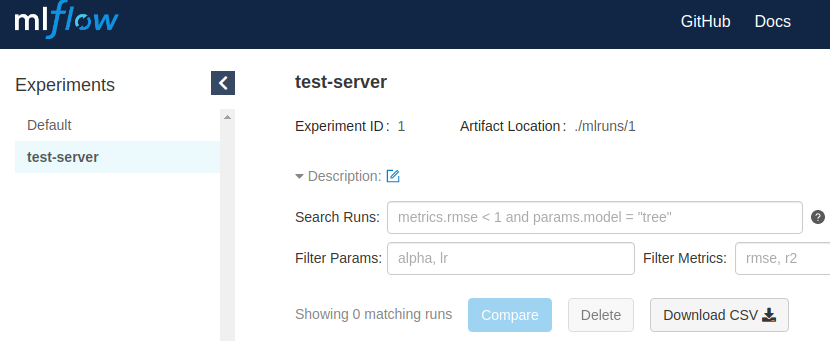 mlflow GitHub Docs
Experiments
Default
test-server
test-server
Experiment ID: 1 Artifact Location: ./mlruns/1
Description:
Search Runs: metrics.rmse < 1 and params.model = "tree" ?
Filter Params: alpha, lr Filter Metrics: rmse, r2
Showing 0 matching runs Compare Delete Download CSV